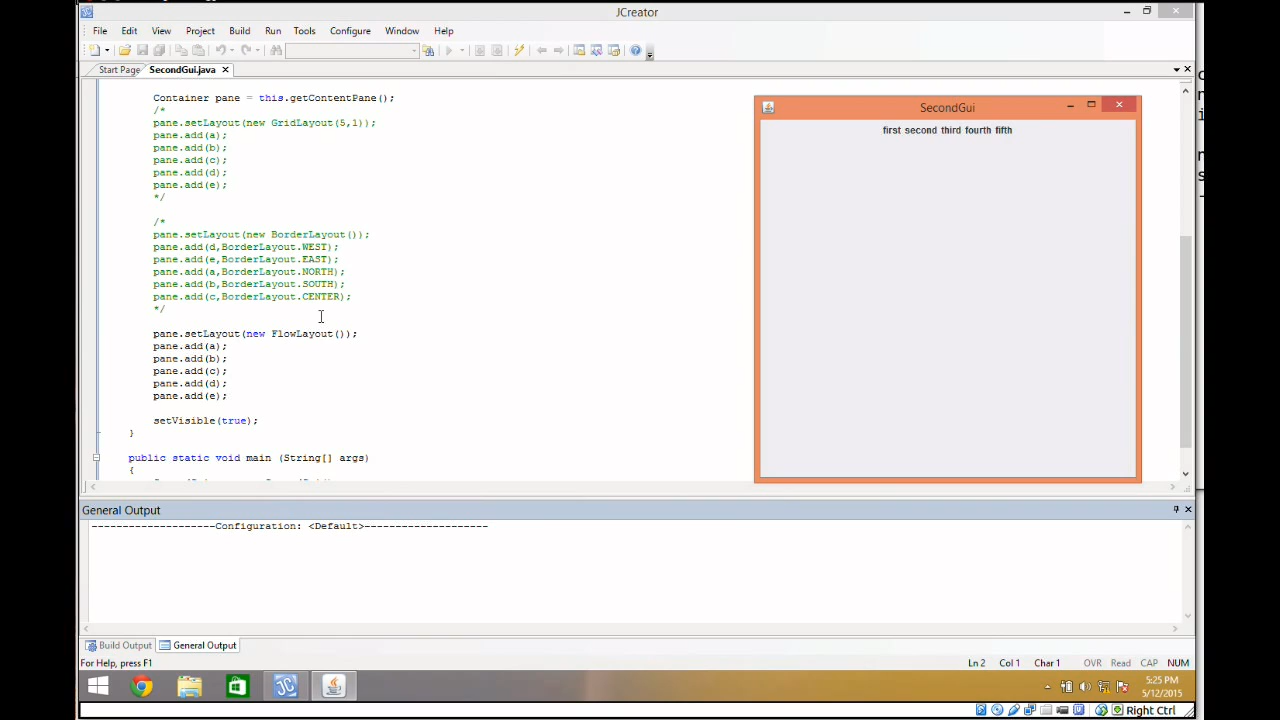 JCreator
File Edit View Project Build Run Tools Configure Window Help
Start Page SecondGui.java
Container pane = this.getContentPane();
/*
pane.setLayout(new GridLayout(5,1));
pane.add(a);
pane.add(b);
pane.add(c);
pane.add(d);
pane.add(e);
*/
/*
pane.setLayout(new BorderLayout());
pane.add(d,BorderLayout.WEST);
pane.add(e,BorderLayout.EAST);
pane.add(a,BorderLayout.NORTH);
pane.add(b,BorderLayout.SOUTH);
pane.add(c,BorderLayout.CENTER);
*/
pane.setLayout(new FlowLayout());
pane.add(a);
pane.add(b);
pane.add(c);
pane.add(d);
pane.add(e);
setVisible(true);
}
public static void main (String[] args)
{
SecondGui
first second third fourth fifth
General Output
--------------------Configuration: <Default>--------------------
Build Output General Output
For Help, press F1
Ln 2 Col 1 Char 1 OVR Read CAP NUM
5:25 PM
5/12/2015
Right Ctrl